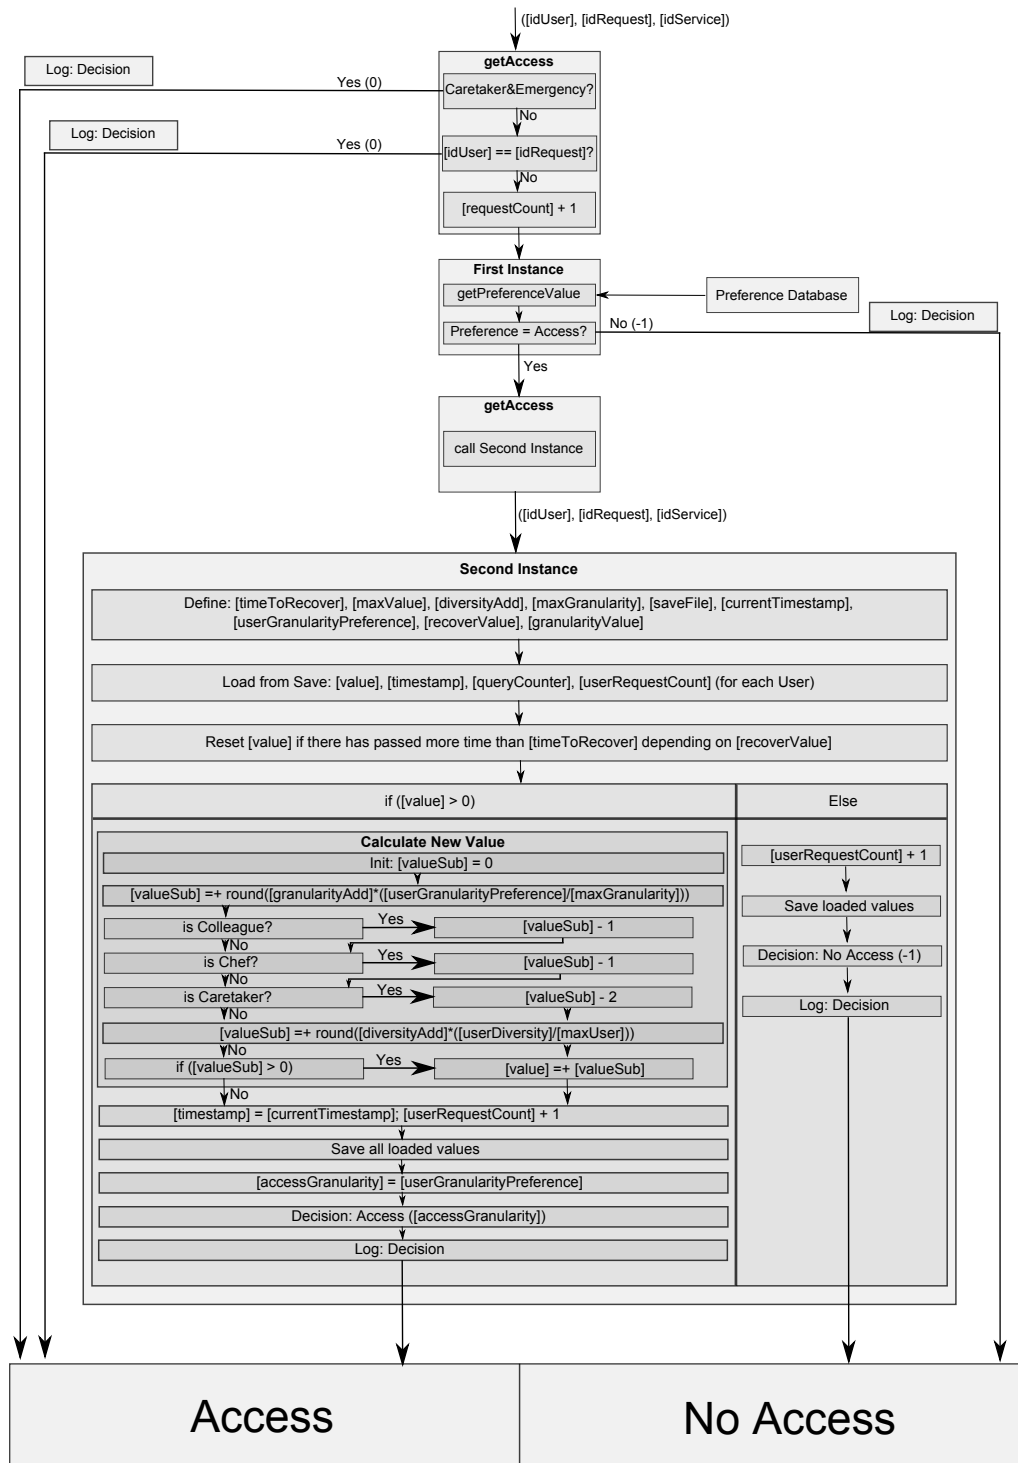 ([idUser], [idRequest], [idService])
getAccess
Log: Decision
Yes (0)
Caretaker&Emergency?
No
Log: Decision
Yes (0)
[idUser] == [idRequest]?
No
[requestCount] + 1
First Instance
getPreferenceValue
Preference Database
Log: Decision
Preference = Access?
No (-1)
Yes
getAccess
call Second Instance
([idUser], [idRequest], [idService])
Second Instance
Define: [timeToRecover], [maxValue], [diversityAdd], [maxGranularity], [saveFile], [currentTimestamp],
[userGranularityPreference], [recoverValue], [granularityValue]
Load from Save: [value], [timestamp], [queryCounter], [userRequestCount] (for each User)
Reset [value] if there has passed more time than [timeToRecover] depending on [recoverValue]
if ([value] > 0)
Else
Calculate New Value
Init: [valueSub] = 0
[valueSub] =+ round([granularityAdd]*([userGranularityPreference]/[maxGranularity]))
is Colleague?
Yes
[valueSub] - 1
No
is Chef?
Yes
[valueSub] - 1
No
is Caretaker?
Yes
[valueSub] - 2
No
[valueSub] =+ round([diversityAdd]*([userDiversity]/[maxUser]))
No
if ([valueSub] > 0)
Yes
[value] =+ [valueSub]
No
[timestamp] = [currentTimestamp]; [userRequestCount] + 1
Save all loaded values
[accessGranularity] = [userGranularityPreference]
Decision: Access ([accessGranularity])
Log: Decision
[userRequestCount] + 1
Save loaded values
Decision: No Access (-1)
Log: Decision
Access
No Access